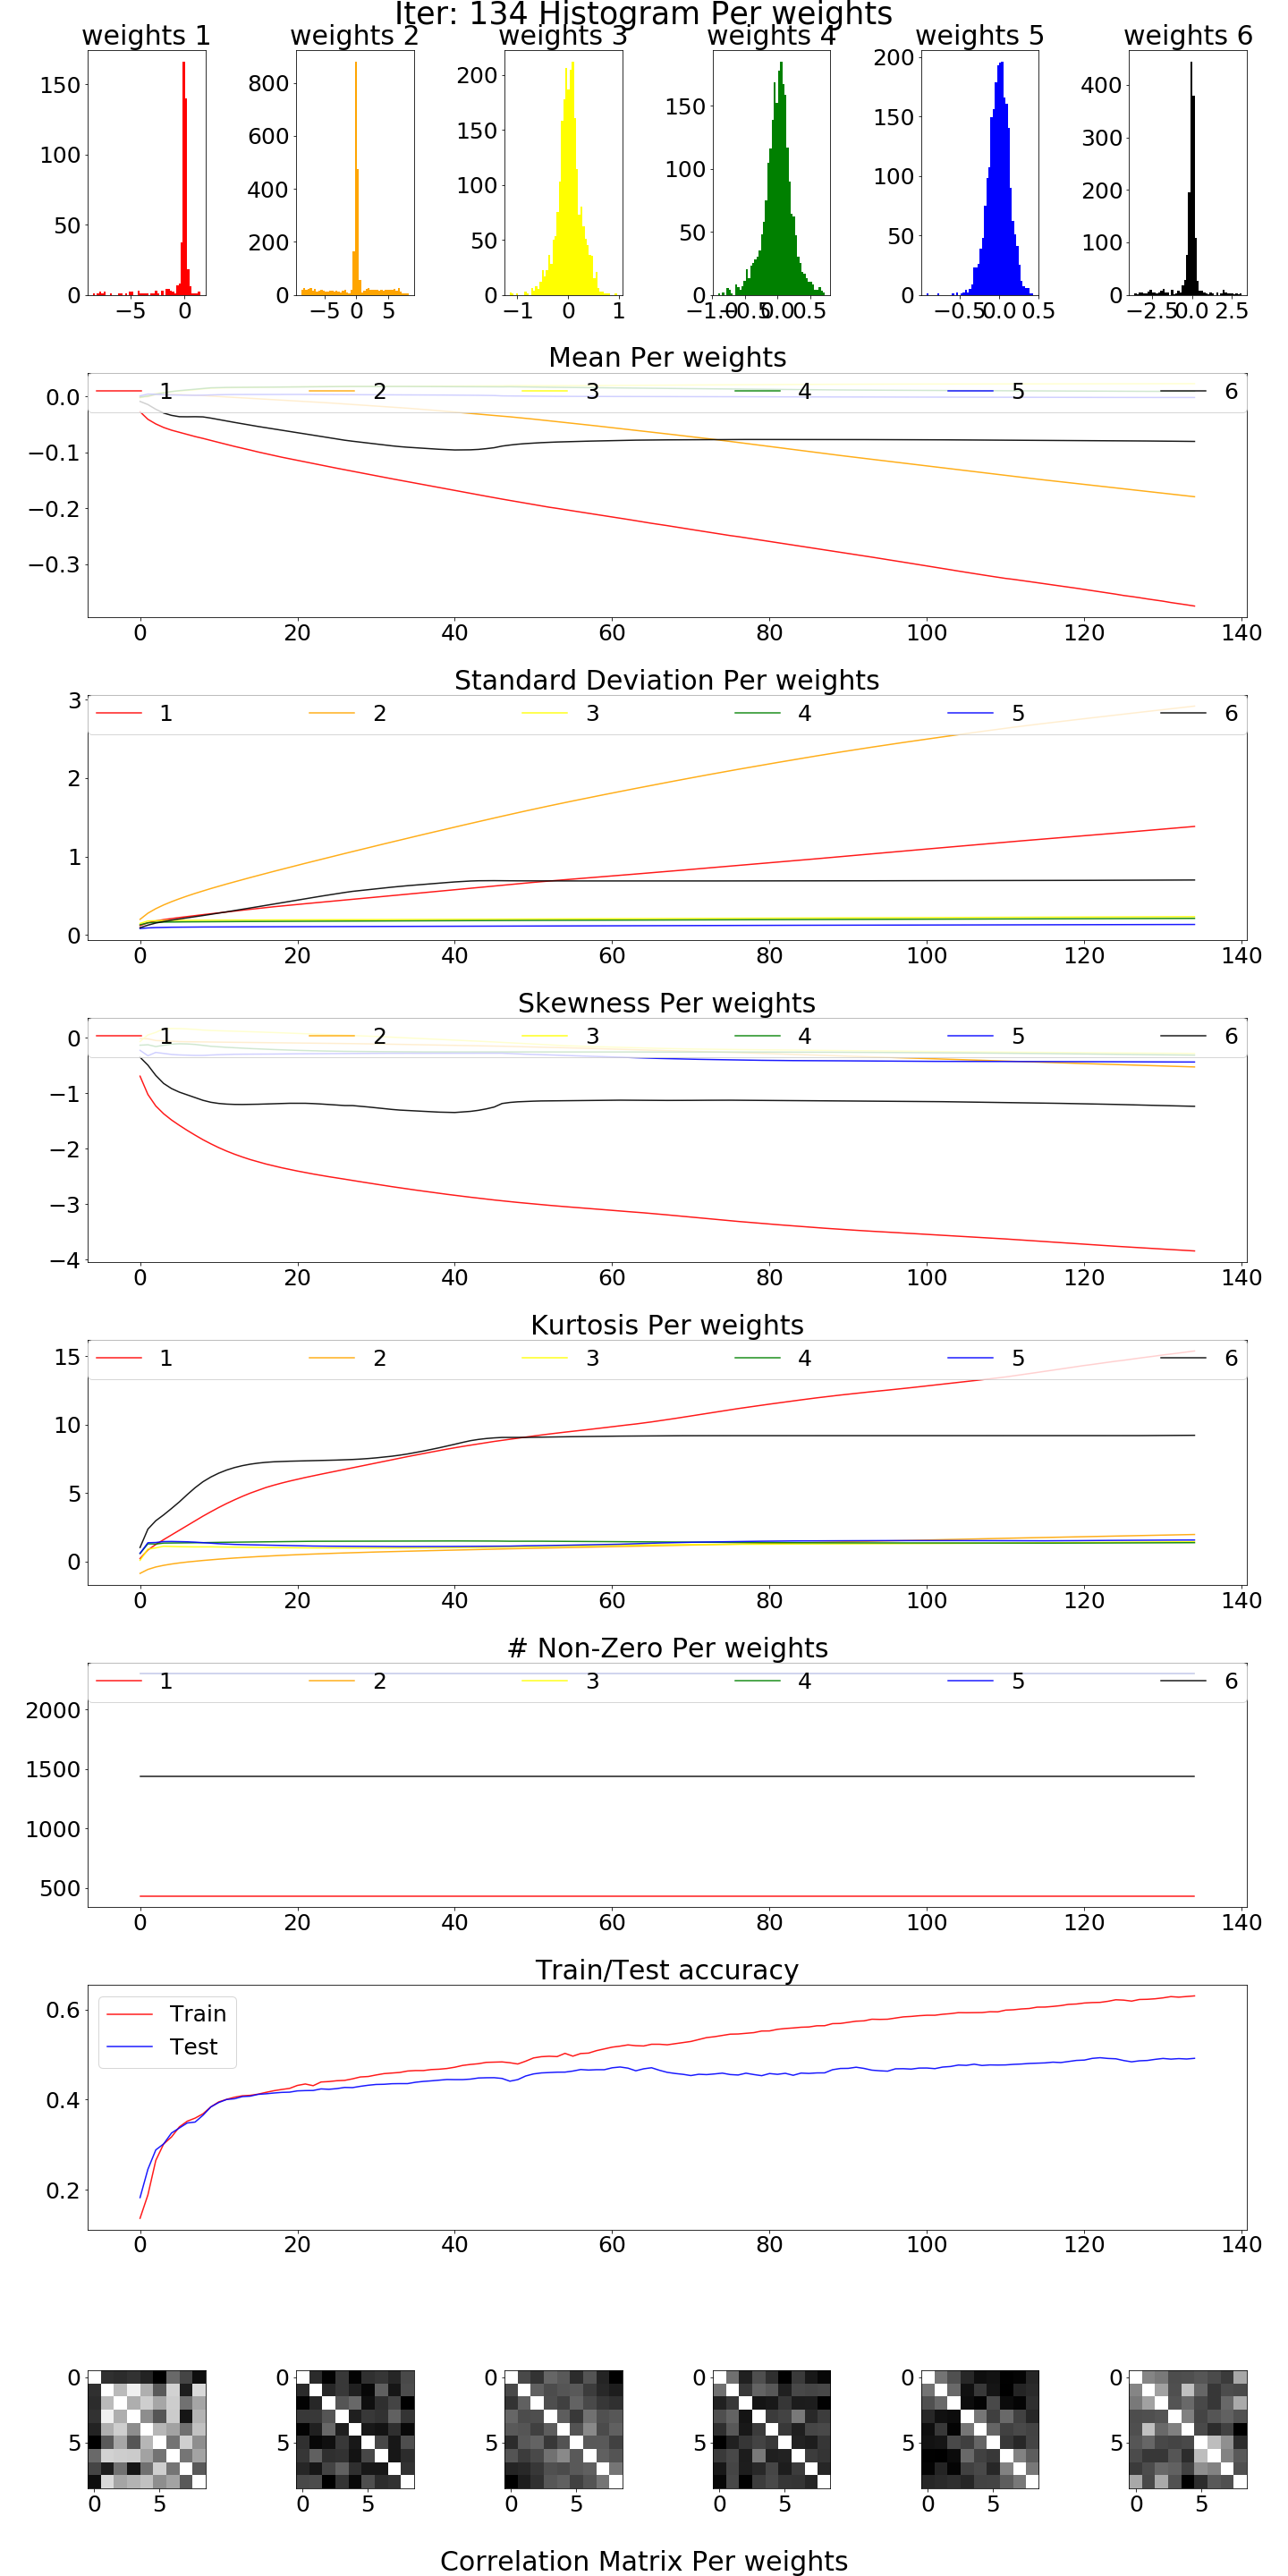 Iter: 134 Histogram Per weights
weights 1 weights 2 weights 3 weights 4 weights 5 weights 6
150
100
50
0
−5 0
800
600
400
200
0
−5 0 5
200
150
100
50
0
−1 0 1
150
100
50
0
−1.0 −0.5 0.0 0.5
200
150
100
50
0
−0.5 0.0 0.5
400
300
200
100
0
−2.5 0.0 2.5
Mean Per weights
1 2 3 4 5 6
0.0
−0.1
−0.2
−0.3
0 20 40 60 80 100 120 140
Standard Deviation Per weights
1 2 3 4 5 6
3
2
1
0
0 20 40 60 80 100 120 140
Skewness Per weights
1 2 3 4 5 6
0
−1
−2
−3
−4
0 20 40 60 80 100 120 140
Kurtosis Per weights
1 2 3 4 5 6
15
10
5
0
0 20 40 60 80 100 120 140
# Non-Zero Per weights
1 2 3 4 5 6
2000
1500
1000
500
0 20 40 60 80 100 120 140
Train/Test accuracy
Train
Test
0.6
0.4
0.2
0 20 40 60 80 100 120 140
0 0 0 0 0 0
5 5 5 5 5 5
0 5 0 5 0 5 0 5 0 5 0 5
Correlation Matrix Per weights